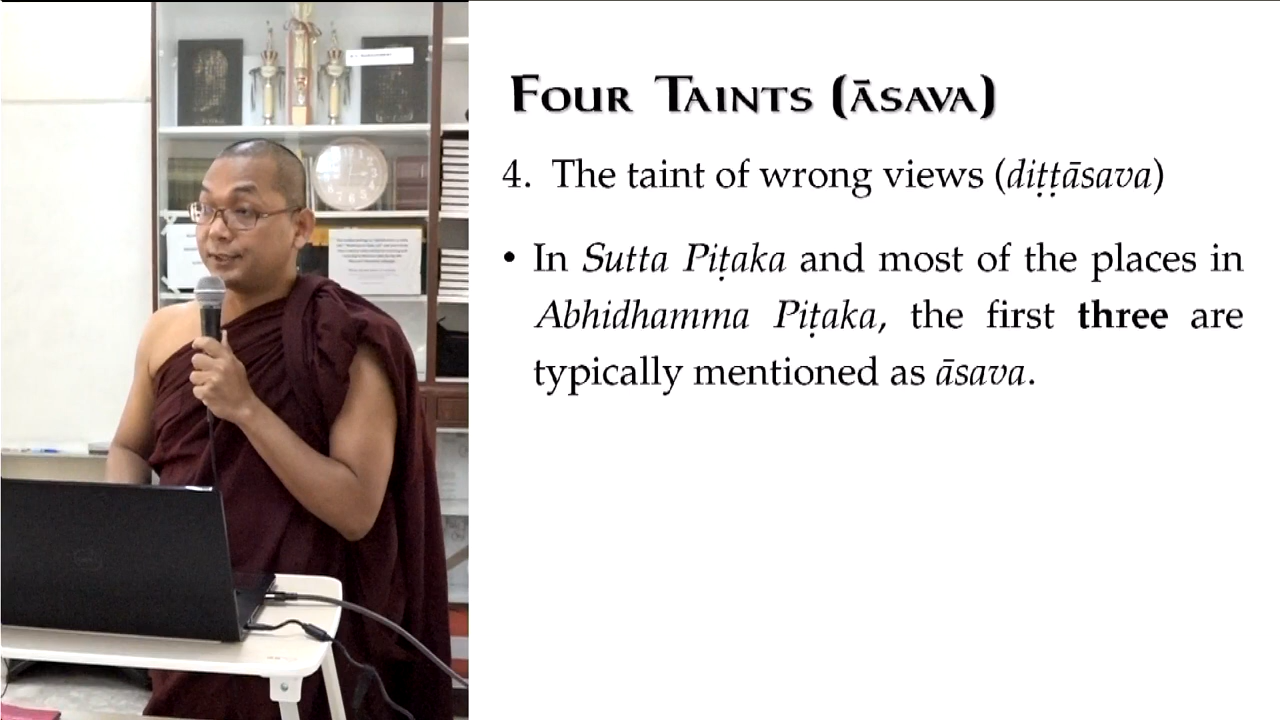 FOUR TAINTS (ĀSAVA)
4. The taint of wrong views (diṭṭāsava)
• In Sutta Piṭaka and most of the places in
Abhidhamma Piṭaka, the first three are
typically mentioned as āsava.